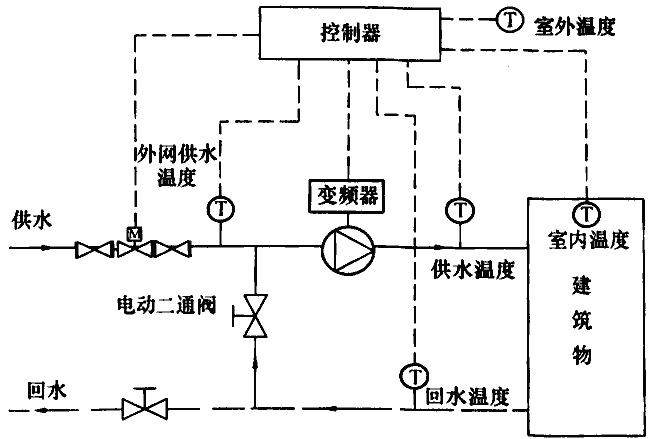 控制器
T
室外温度
外网供水
温度
T
变频器
T
T
供水
M
室内温度
供水温度
电动二通阀
建
筑
物
T
回水
回水温度